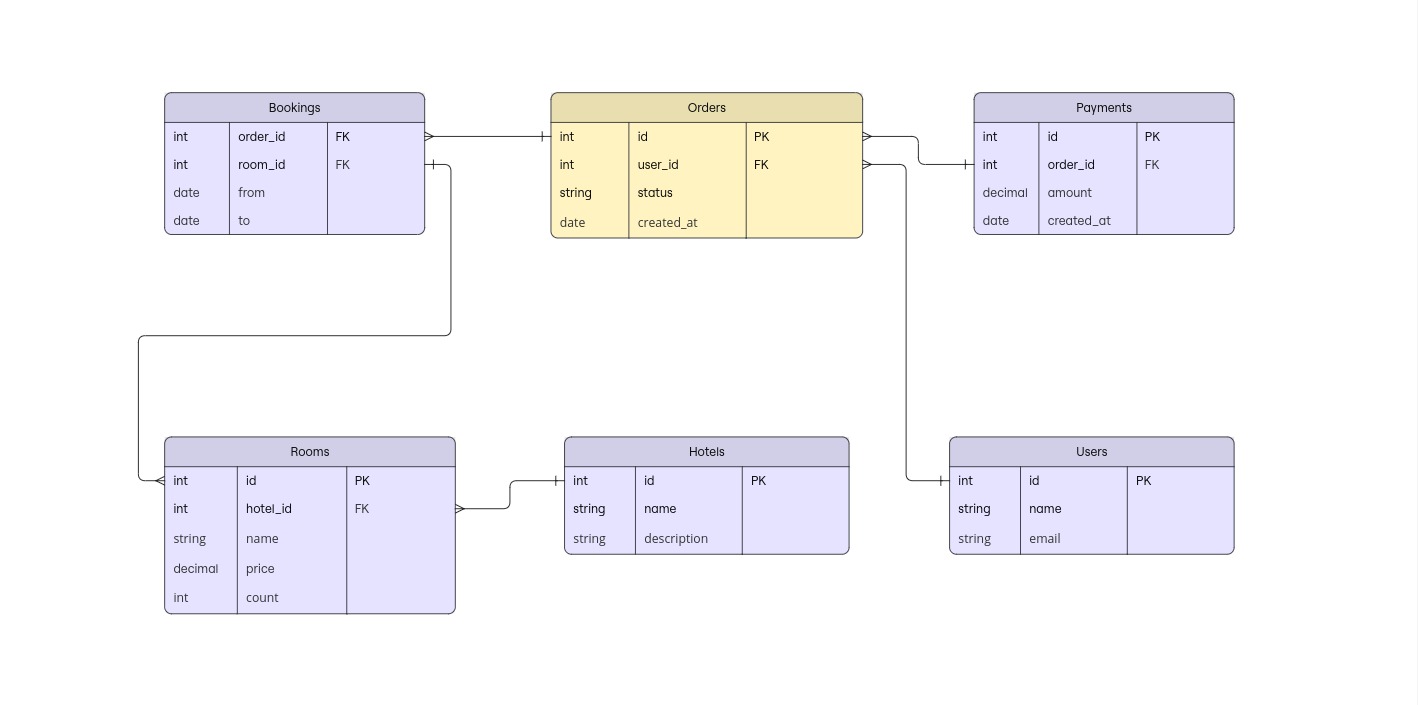 Bookings
int order_id FK
int room_id FK
date from
date to
Orders
int id PK
int user_id FK
string status
date created_at
Payments
int id PK
int order_id FK
decimal amount
date created_at
Rooms
int id PK
int hotel_id FK
string name
decimal price
int count
Hotels
int id PK
string name
string description
Users
int id PK
string name
string email